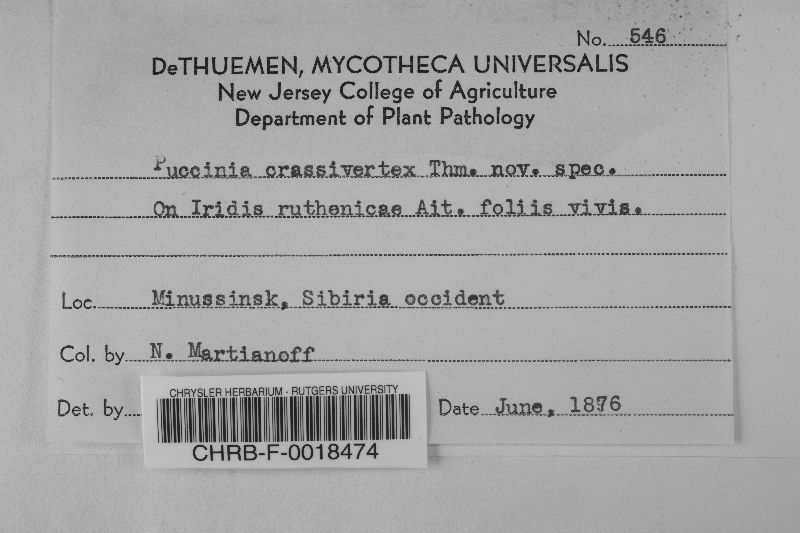 No. 546
DeTHUEMEN, MYCOTHECA UNIVERSALIS
New Jersey College of Agriculture
Department of Plant Pathology
Puccinia crassivertex Thm. nov. spec.
On Iridis ruthenicae Ait. foliis vivis.
Loc. Minussinsk, Sibiria occident
Col. by N. Martianoff
Det. by
Date June, 1876
CHRYSLER HERBARIUM - RUTGERS UNIVERSITY
CHRB-F-0018474